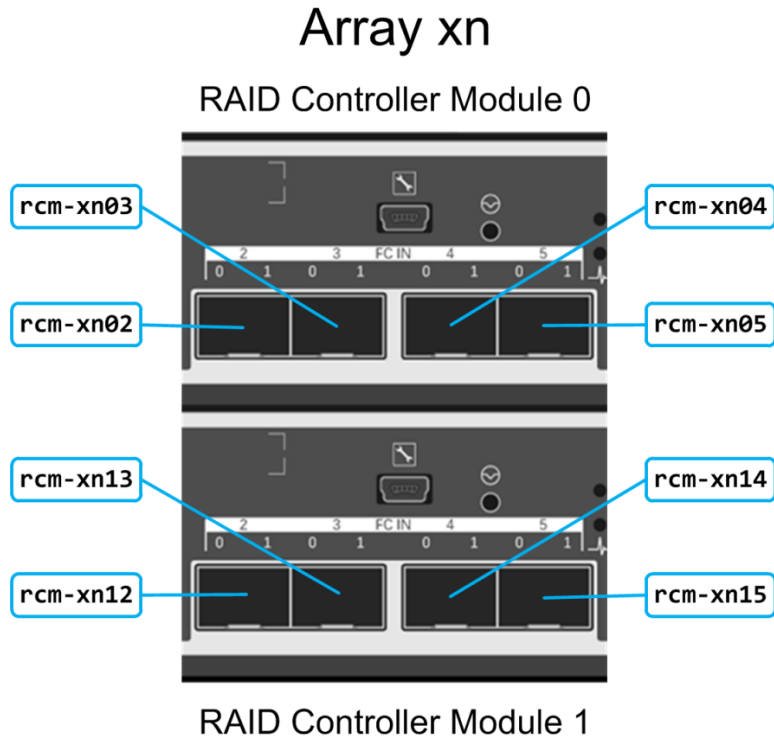 Array xn
RAID Controller Module 0
rcm-xn03
rcm-xn04
2 3 FC IN 4 5
0 1 0 1 0 1 0 1
rcm-xn02
rcm-xn05
rcm-xn13
rcm-xn14
2 3 FC IN 4 5
0 1 0 1 0 1 0 1
rcm-xn12
rcm-xn15
RAID Controller Module 1